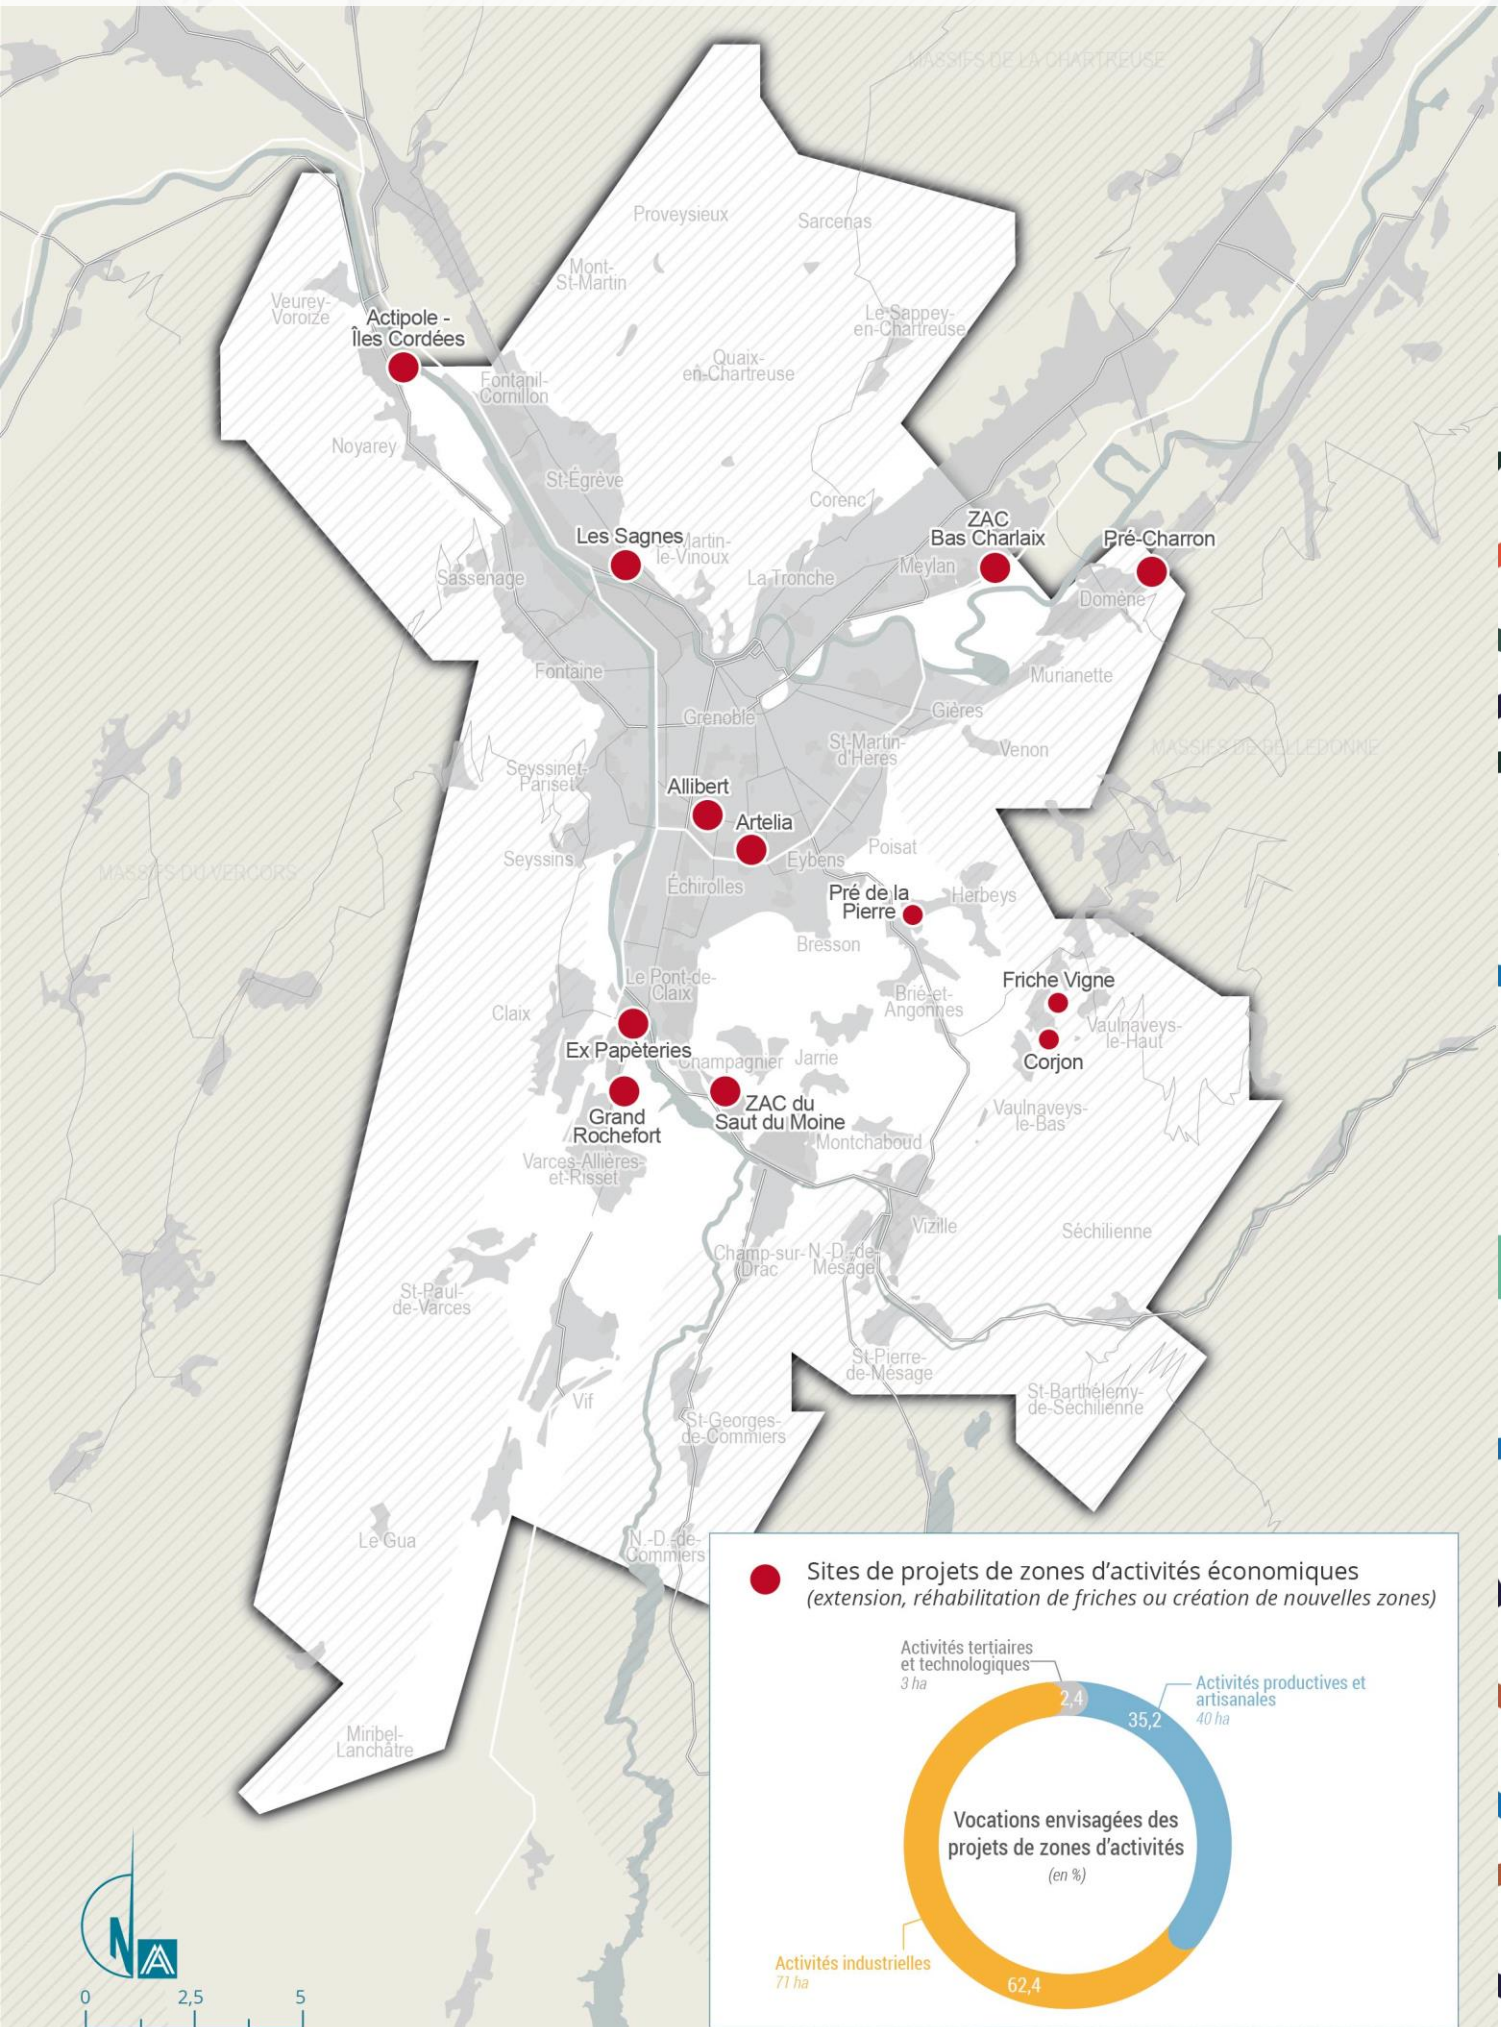 MASSIFS DE LA CHARTREUSE
Proveysieux
Sarcenas
Mont-
St-Martin
Veurey-
Voroize
Actipole -
Îles Cordées
Le Sappey-
en-Chartreuse
Quaix-
en-Chartreuse
Fontanil-
Cornillon
Noyarey
St-Égrève
Corenc
Les Sagnes
St-Martin-
le-Vinoux
ZAC
Bas Charlaix
Pré-Charron
Sassenage
La Tronche
Meylan
Domène
Fontaine
Murianette
Grenoble
Gières
St-Martin-
d'Hères
Venon
MASSIFS DE BELLEDONNE
Seyssinet-
Pariset
Allibert
Artelia
Seyssins
Eybens
Poisat
MASSIFS DU VERCORS
Échirolles
Pré de la
Pierre
Herbeys
Bresson
Le Pont-de-
Claix
Friche Vigne
Claix
Brié-et-
Angonnes
Vaulnaveys-
le-Haut
Ex Papèteries
Champagnier
Jarrie
Corjon
Grand
Rochefort
ZAC du
Saut du Moine
Vaulnaveys-
le-Bas
Montchaboud
Varces-Allières-
et-Risset
Vizille
Séchilienne
Champ-sur-
Drac
N.-D.-de-
Mésage
St-Paul-
de-Varces
St-Pierre-
de-Mésage
Vif
St-Barthélemy-
de-Séchilienne
St-Georges-
de-Commiers
Le Gua
N.-D.-de-
Commiers
Miribel-
Lanchâtre
Sites de projets de zones d'activités économiques
(extension, réhabilitation de friches ou création de nouvelles zones)
Activités tertiaires
et technologiques
3 ha
2,4
Activités productives et
artisanales
40 ha
35,2
Vocations envisagées des
projets de zones d'activités
(en %)
Activités industrielles
71 ha
62,4
N
0 2,5 5